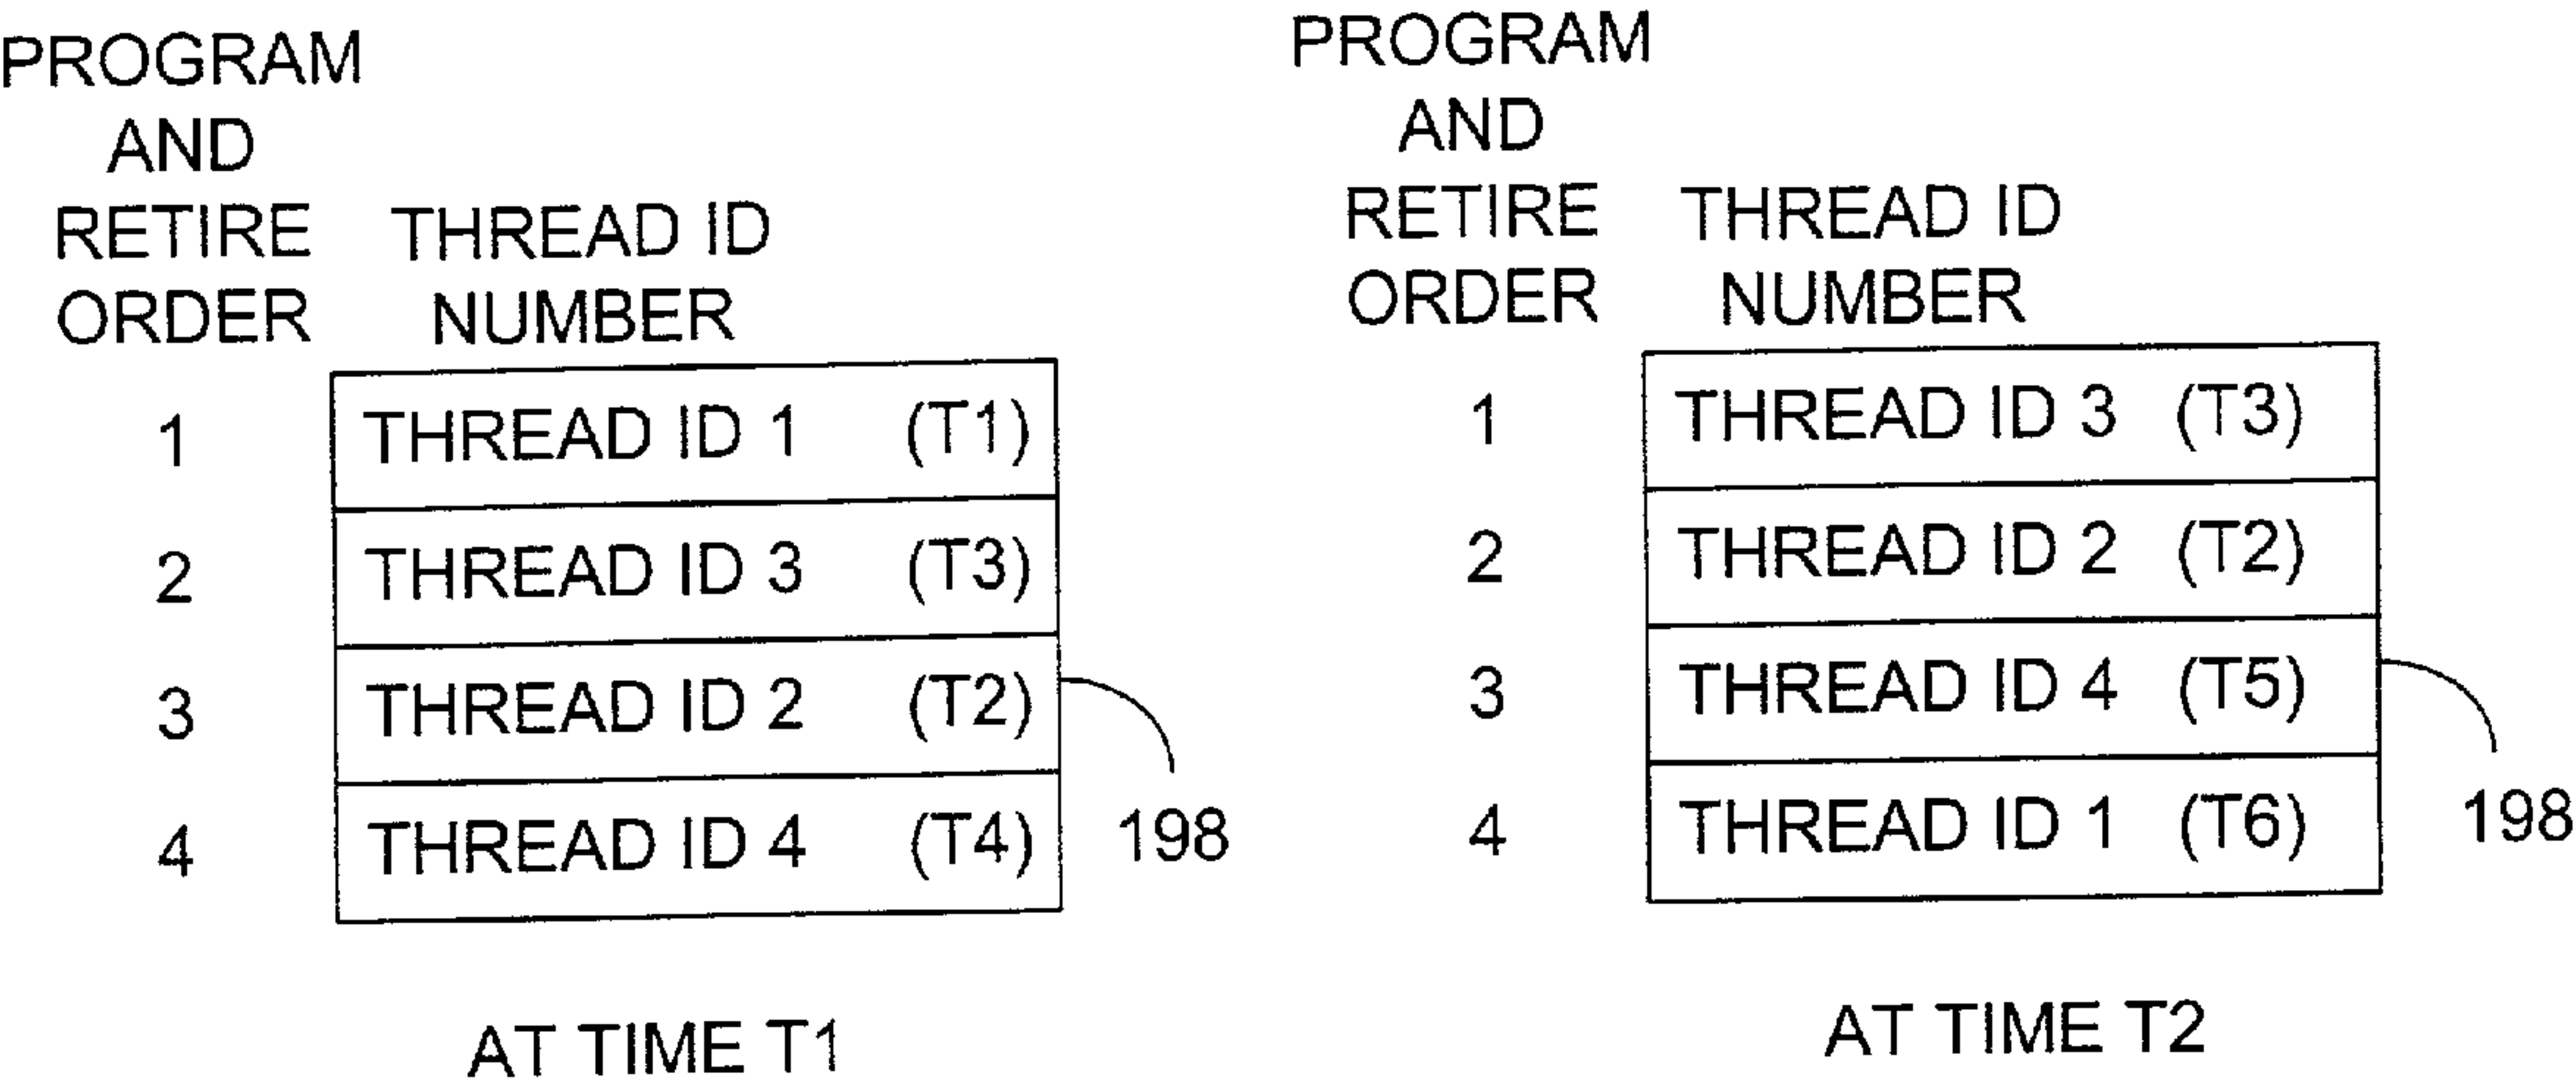 PROGRAM
AND
RETIRE
ORDER
THREAD ID
NUMBER
1 THREAD ID 1 (T1)
2 THREAD ID 3 (T3)
3 THREAD ID 2 (T2)
4 THREAD ID 4 (T4)
198
AT TIME T1
PROGRAM
AND
RETIRE
ORDER
THREAD ID
NUMBER
1 THREAD ID 3 (T3)
2 THREAD ID 2 (T2)
3 THREAD ID 4 (T5)
4 THREAD ID 1 (T6)
198
AT TIME T2